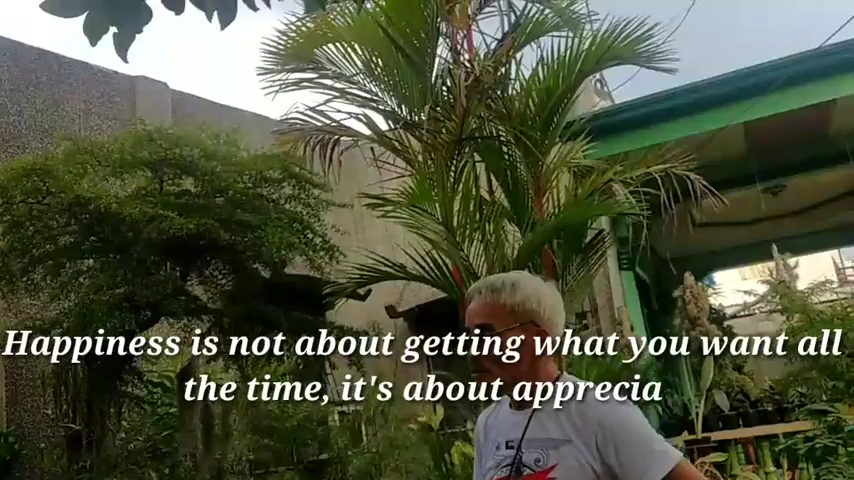 Happiness is not about getting what you want all
the time, it's about apprecia